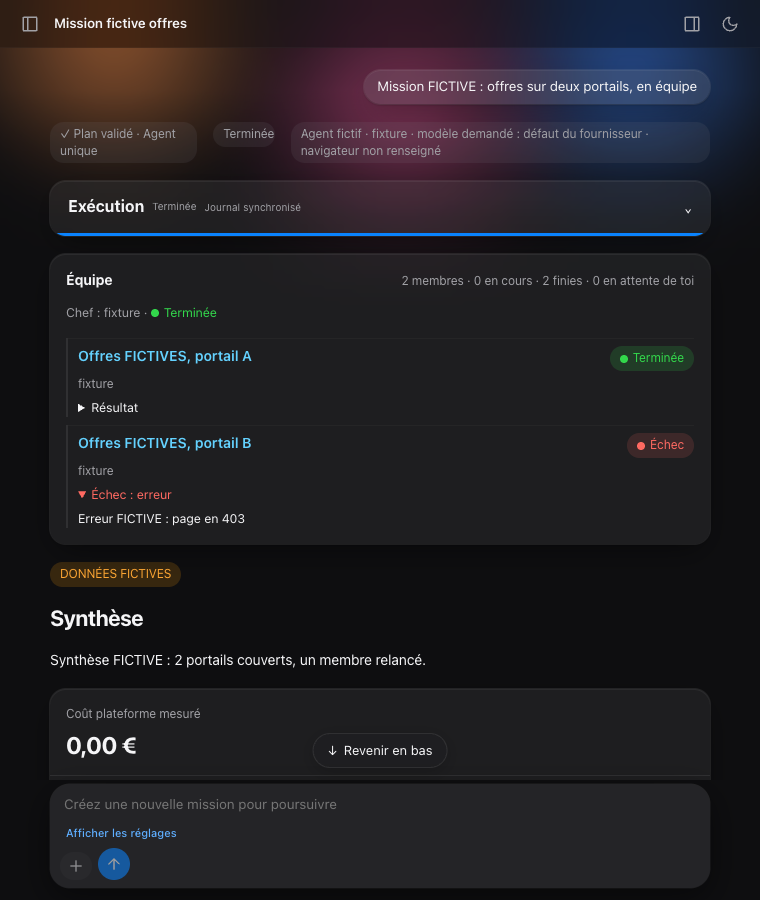 Mission fictive offres
Mission FICTIVE : offres sur deux portails, en équipe
✓ Plan validé · Agent
unique
Terminée
Agent fictif · fixture · modèle demandé : défaut du fournisseur ·
navigateur non renseigné
Exécution Terminée Journal synchronisé
Équipe
2 membres · 0 en cours · 2 finies · 0 en attente de toi
Chef : fixture · ● Terminée
Offres FICTIVES, portail A
● Terminée
fixture
▶ Résultat
Offres FICTIVES, portail B
● Échec
fixture
▼ Échec : erreur
Erreur FICTIVE : page en 403
DONNÉES FICTIVES
Synthèse
Synthèse FICTIVE : 2 portails couverts, un membre relancé.
Coût plateforme mesuré
0,00 €
↓ Revenir en bas
Créez une nouvelle mission pour poursuivre
Afficher les réglages